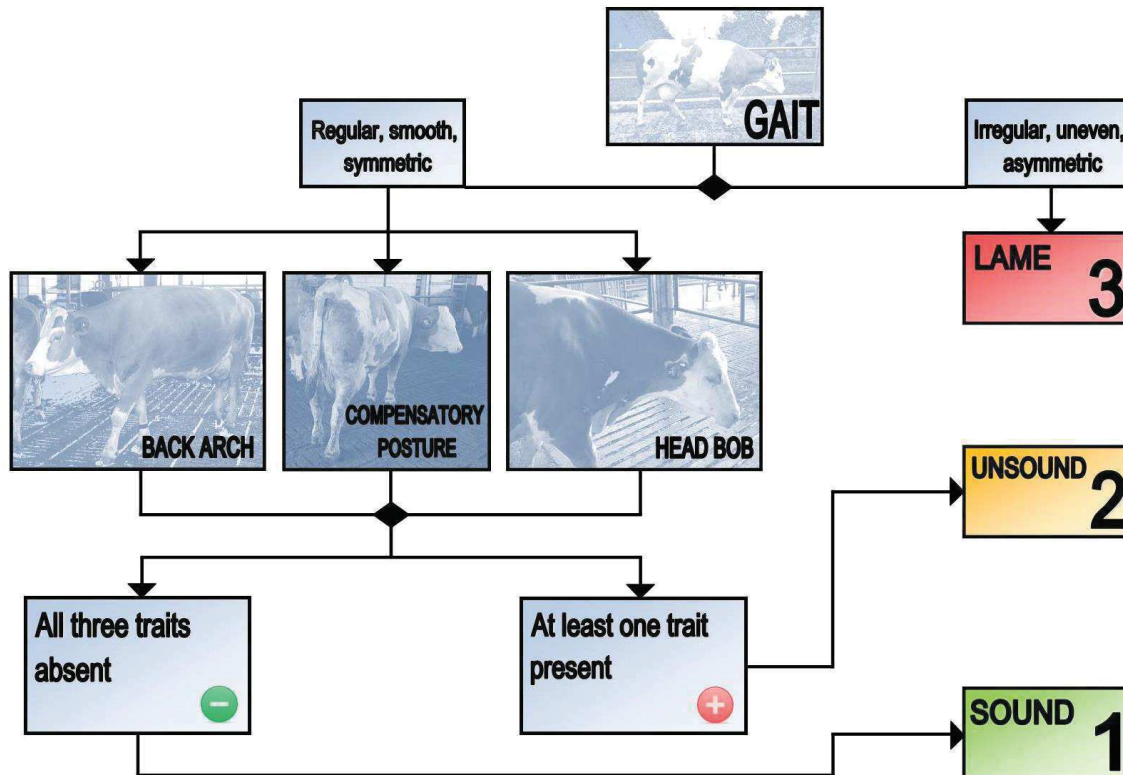 GAIT
Regular, smooth,
symmetric
Irregular, uneven,
asymmetric
LAME
3
BACK ARCH
COMPENSATORY
POSTURE
HEAD BOB
UNSOUND
2
All three traits
absent
At least one trait
present
SOUND
1